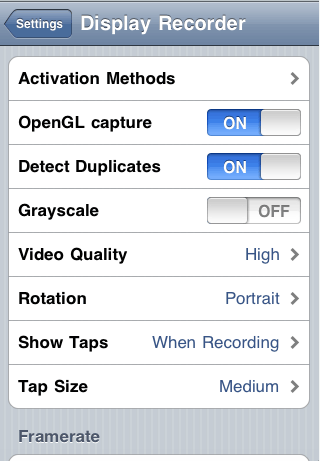 Settings
Display Recorder
Activation Methods
OpenGL capture ON
Detect Duplicates ON
Grayscale OFF
Video Quality High
Rotation Portrait
Show Taps When Recording
Tap Size Medium
Framerate